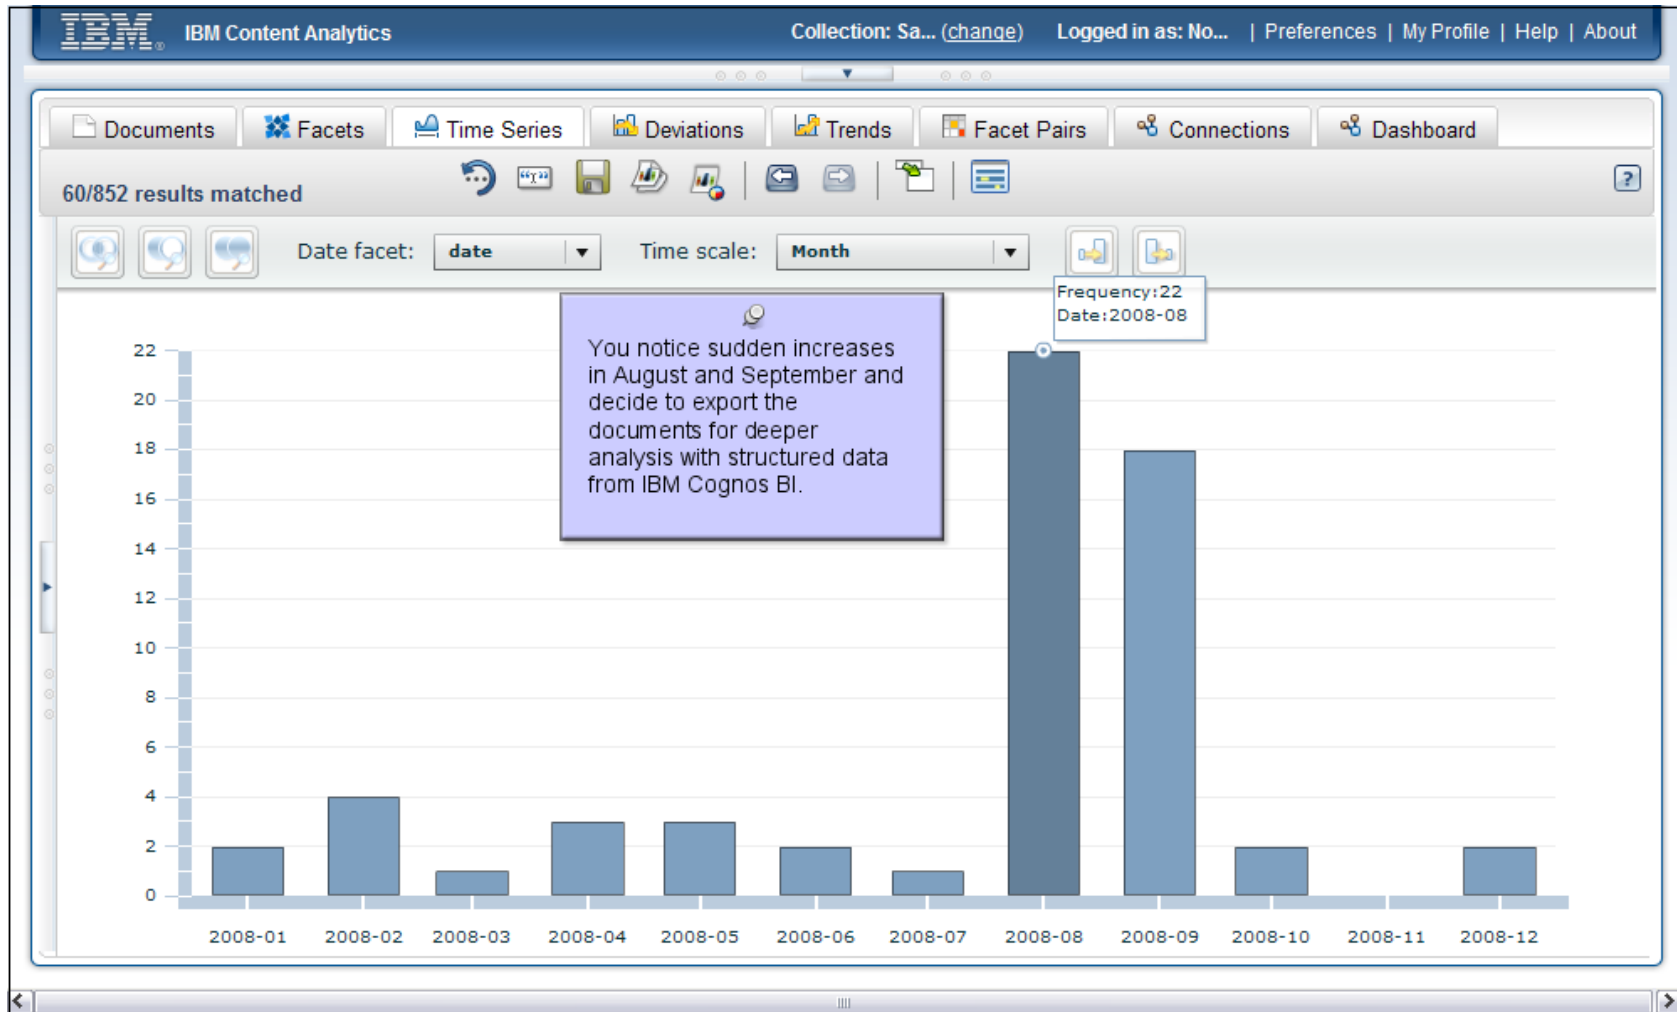 IBM® IBM Content Analytics Collection: Sa... (change) Logged in as: No... | Preferences | My Profile | Help | About
Documents Facets Time Series Deviations Trends Facet Pairs Connections Dashboard
60/852 results matched
Date facet: date Time scale: Month
Frequency:22
Date:2008-08
You notice sudden increases
in August and September and
decide to export the
documents for deeper
analysis with structured data
from IBM Cognos BI.
22
20
18
16
14
12
10
8
6
4
2
0
2008-01 2008-02 2008-03 2008-04 2008-05 2008-06 2008-07 2008-08 2008-09 2008-10 2008-11 2008-12